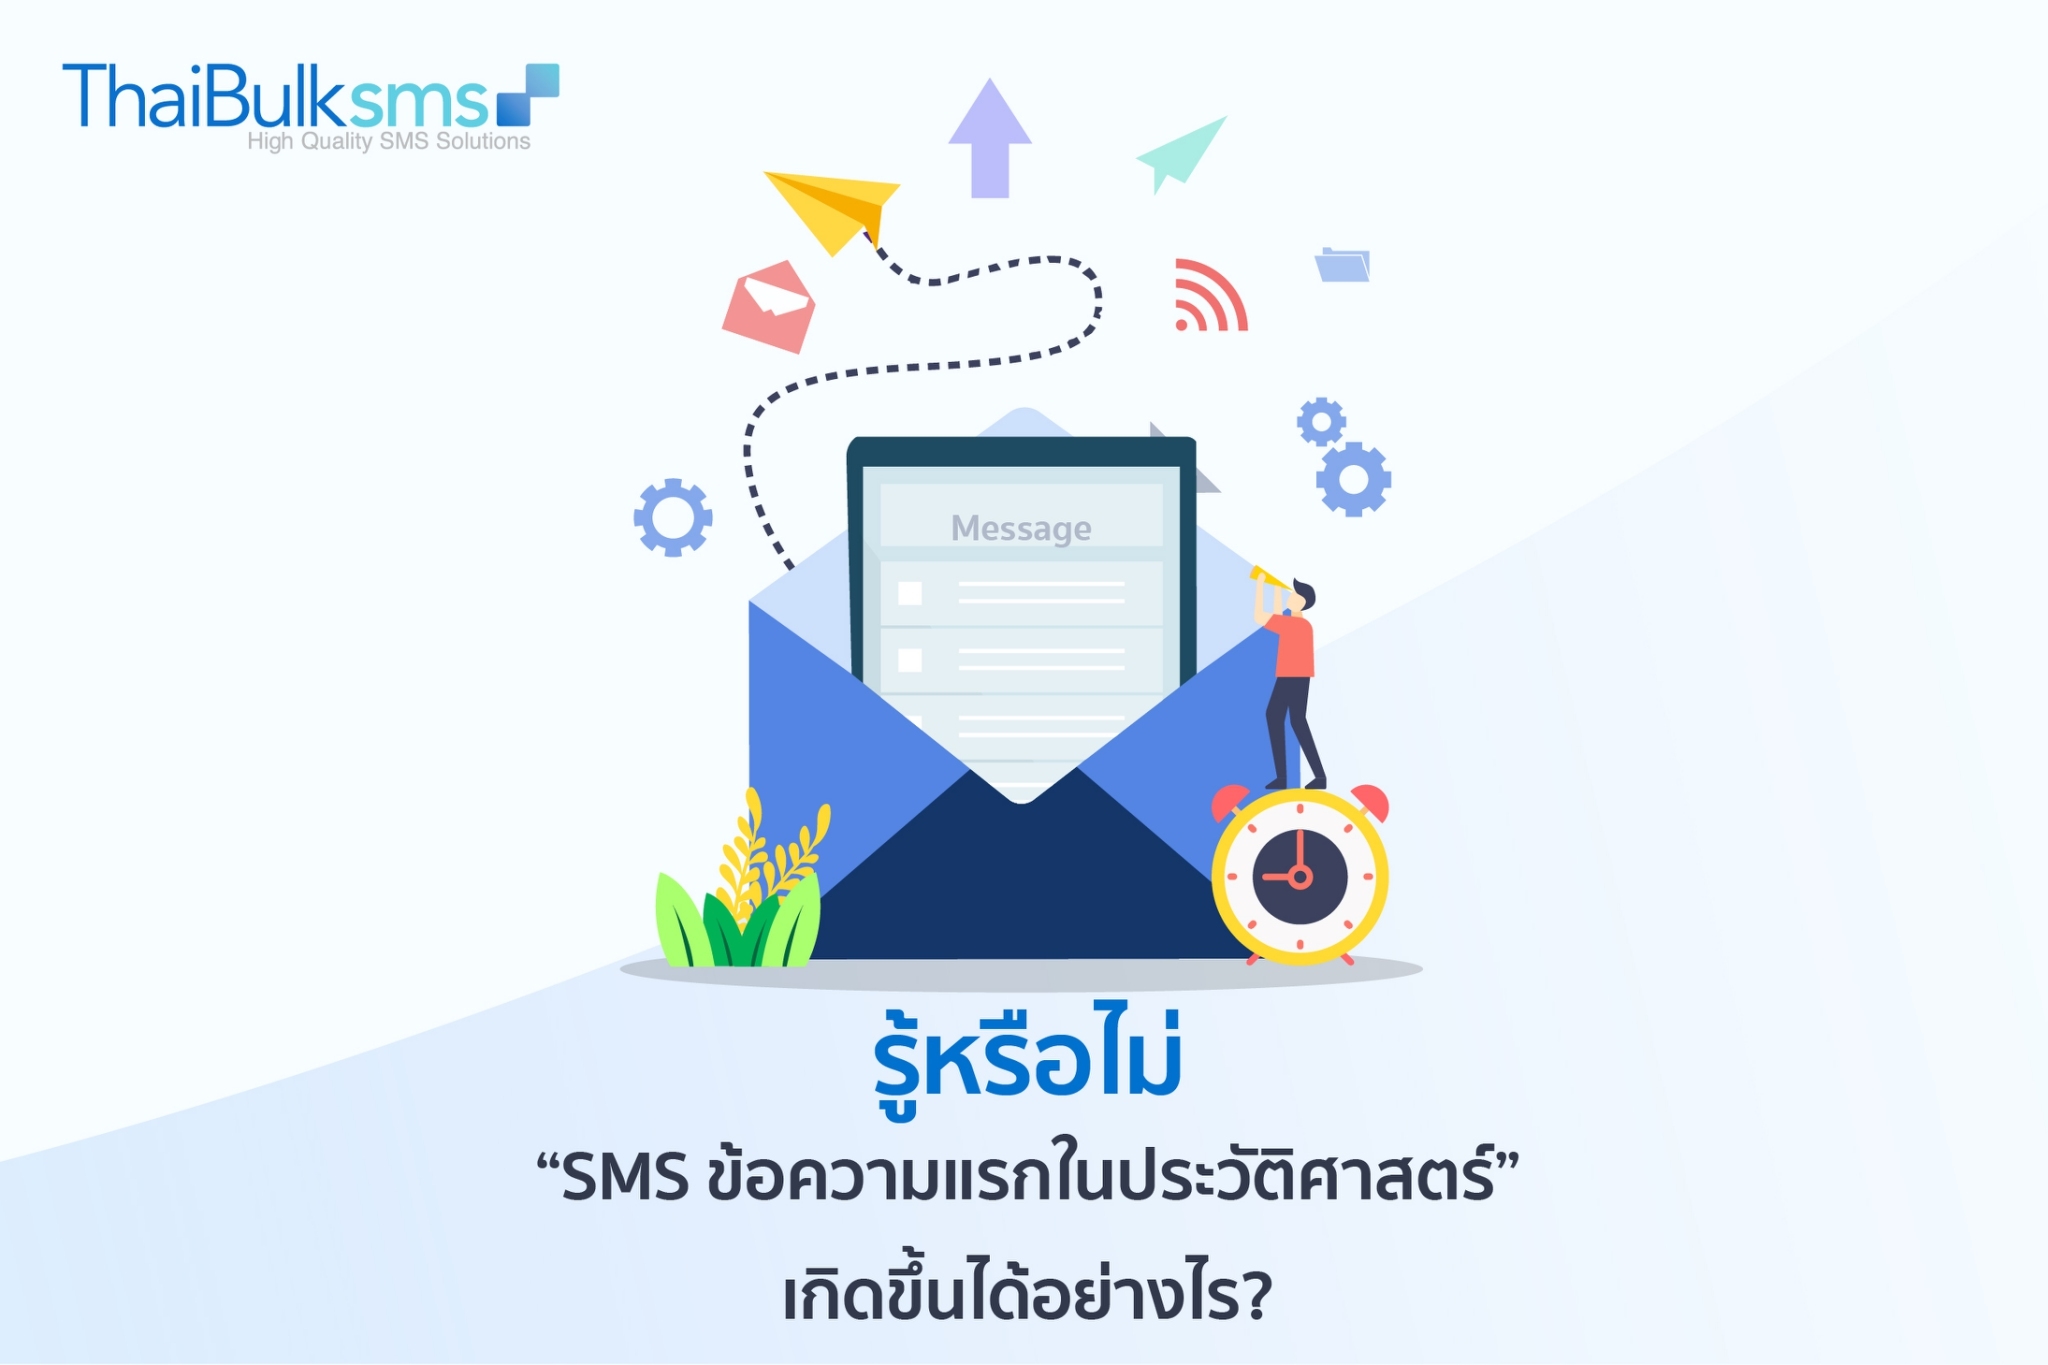 ThaiBulksms
High Quality SMS Solutions
Message
รู้หรือไม่
“SMS ข้อความแรกในประวัติศาสตร์”
เกิดขึ้นได้อย่างไร?